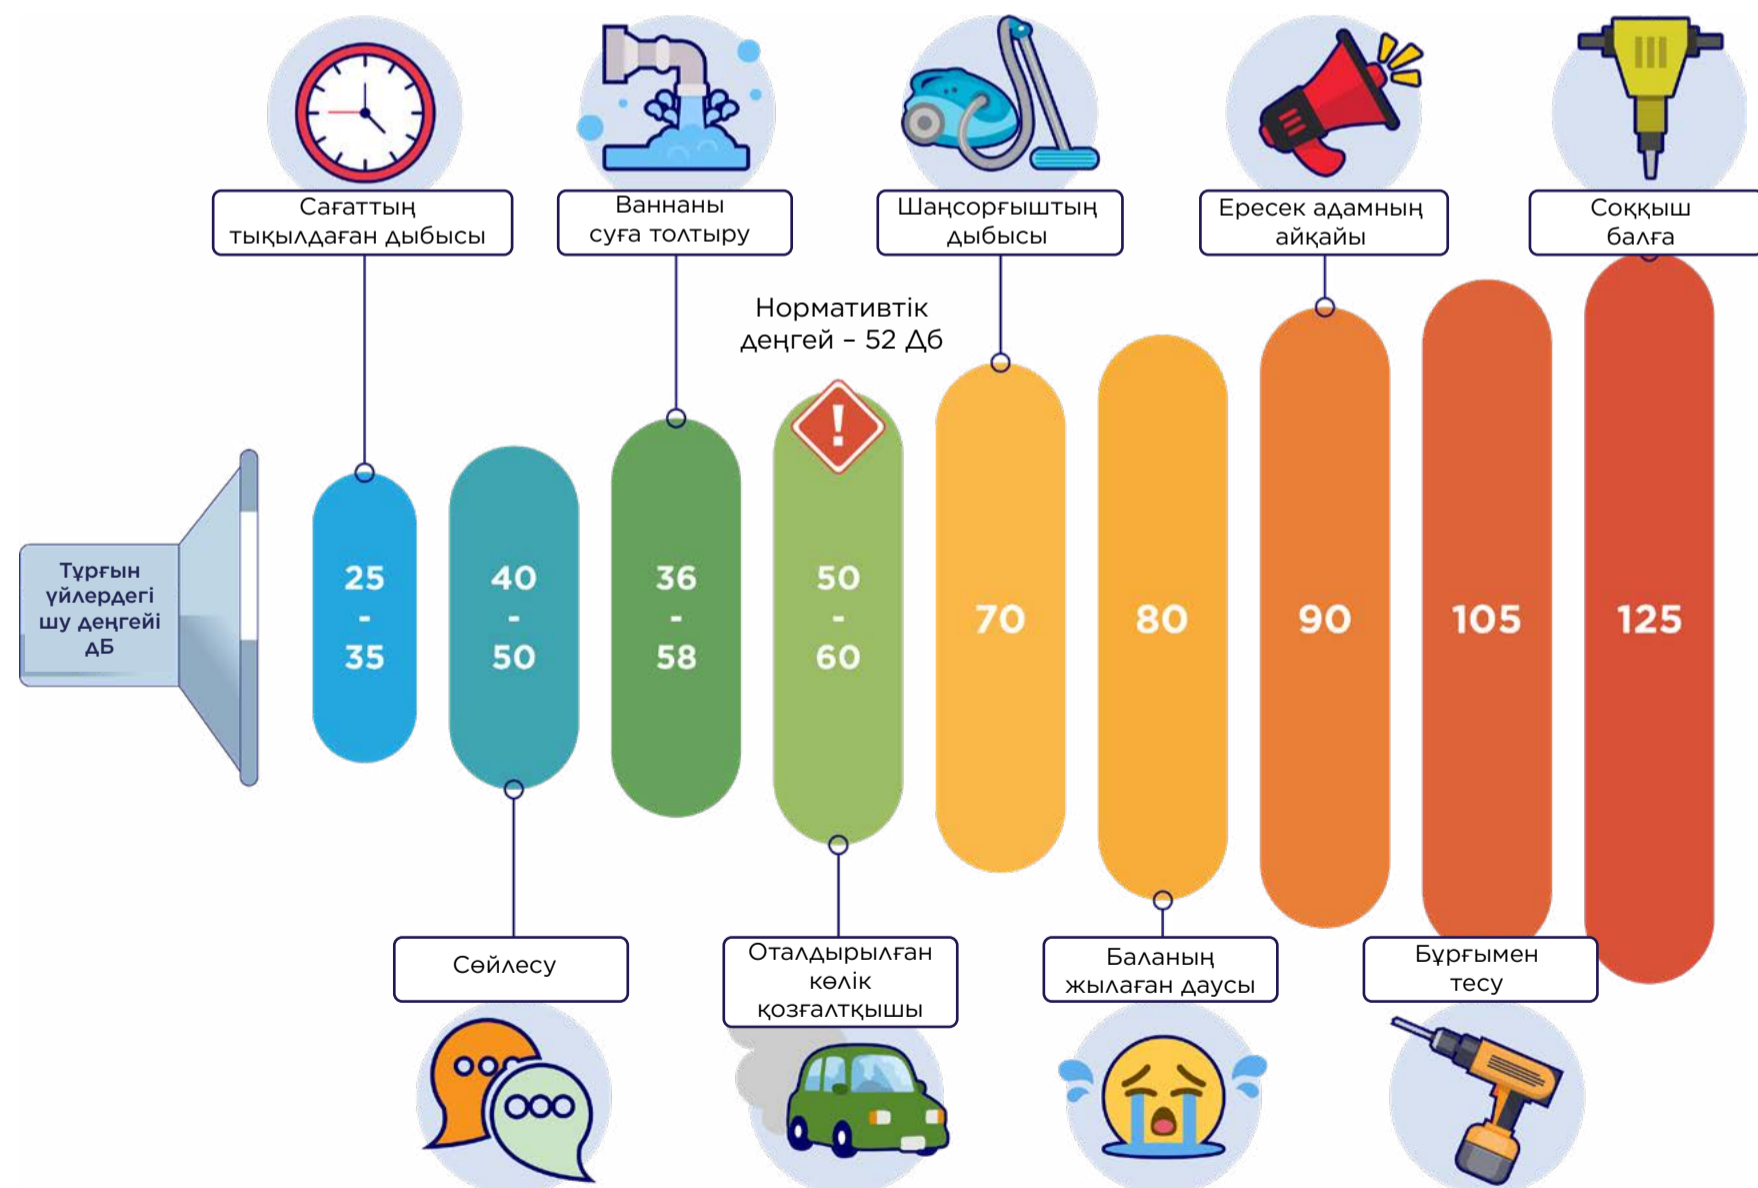 Сағаттың
тықылдаған дыбысы
Ваннаны
суға толтыру
Шаңсорғыштың
дыбысы
Ересек адамның
айқайы
Соққыш
балға
Нормативтік
деңгей – 52 Дб
Тұрғын
үйлердегі
шу деңгейі
дБ
25
-
35
40
-
50
36
-
58
50
-
60
70
80
90
105
125
Сөйлесу
Оталдырылған
көлік
қозғалтқышы
Баланың
жылаған даусы
Бұрғымен
тесу